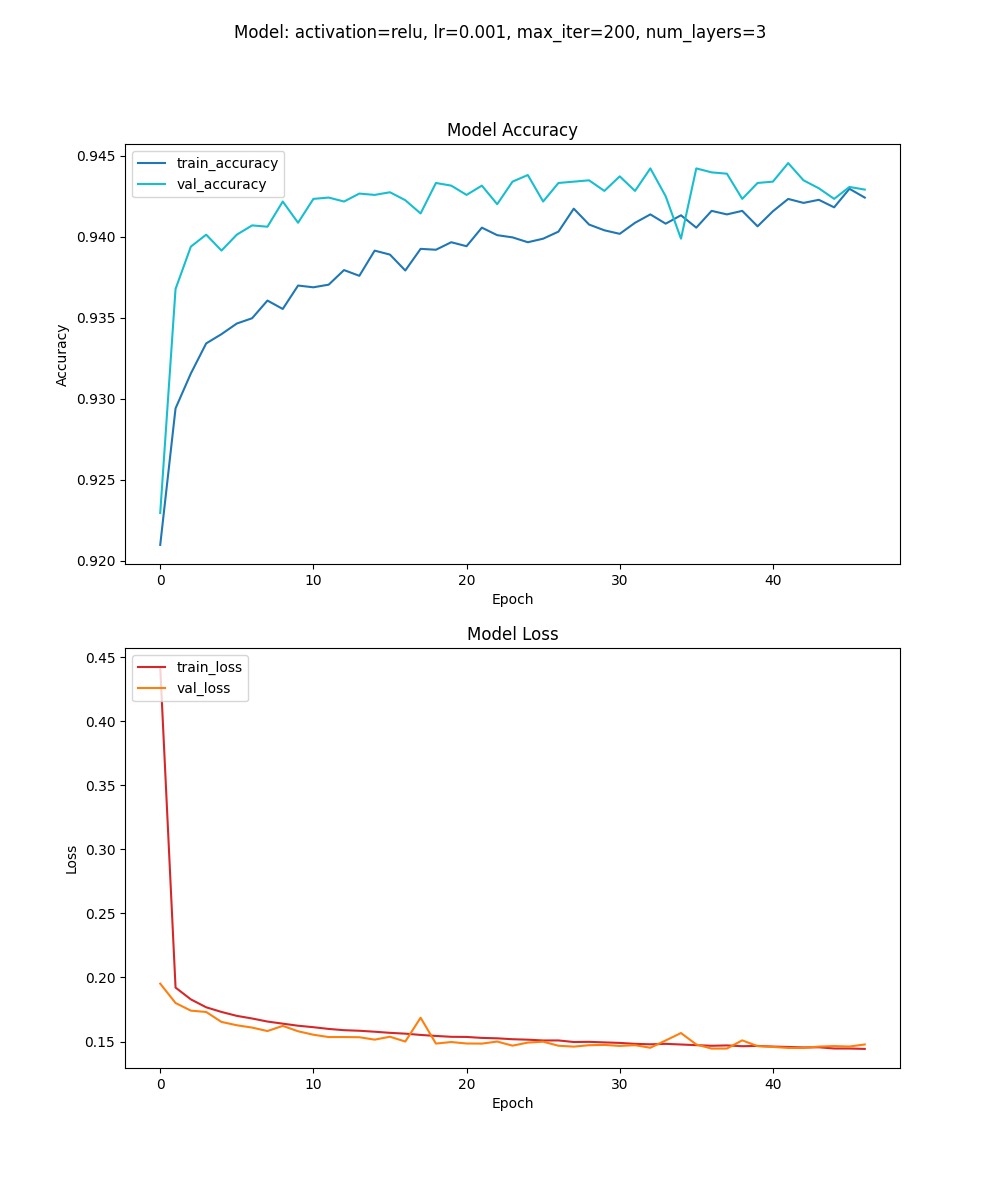 Model: activation=relu, lr=0.001, max_iter=200, num_layers=3
Model Accuracy
train_accuracy
val_accuracy
0.945
0.940
0.935
0.930
0.925
0.920
Accuracy
0 10 20 30 40
Epoch
Model Loss
train_loss
val_loss
0.45
0.40
0.35
0.30
0.25
0.20
0.15
Loss
0 10 20 30 40
Epoch